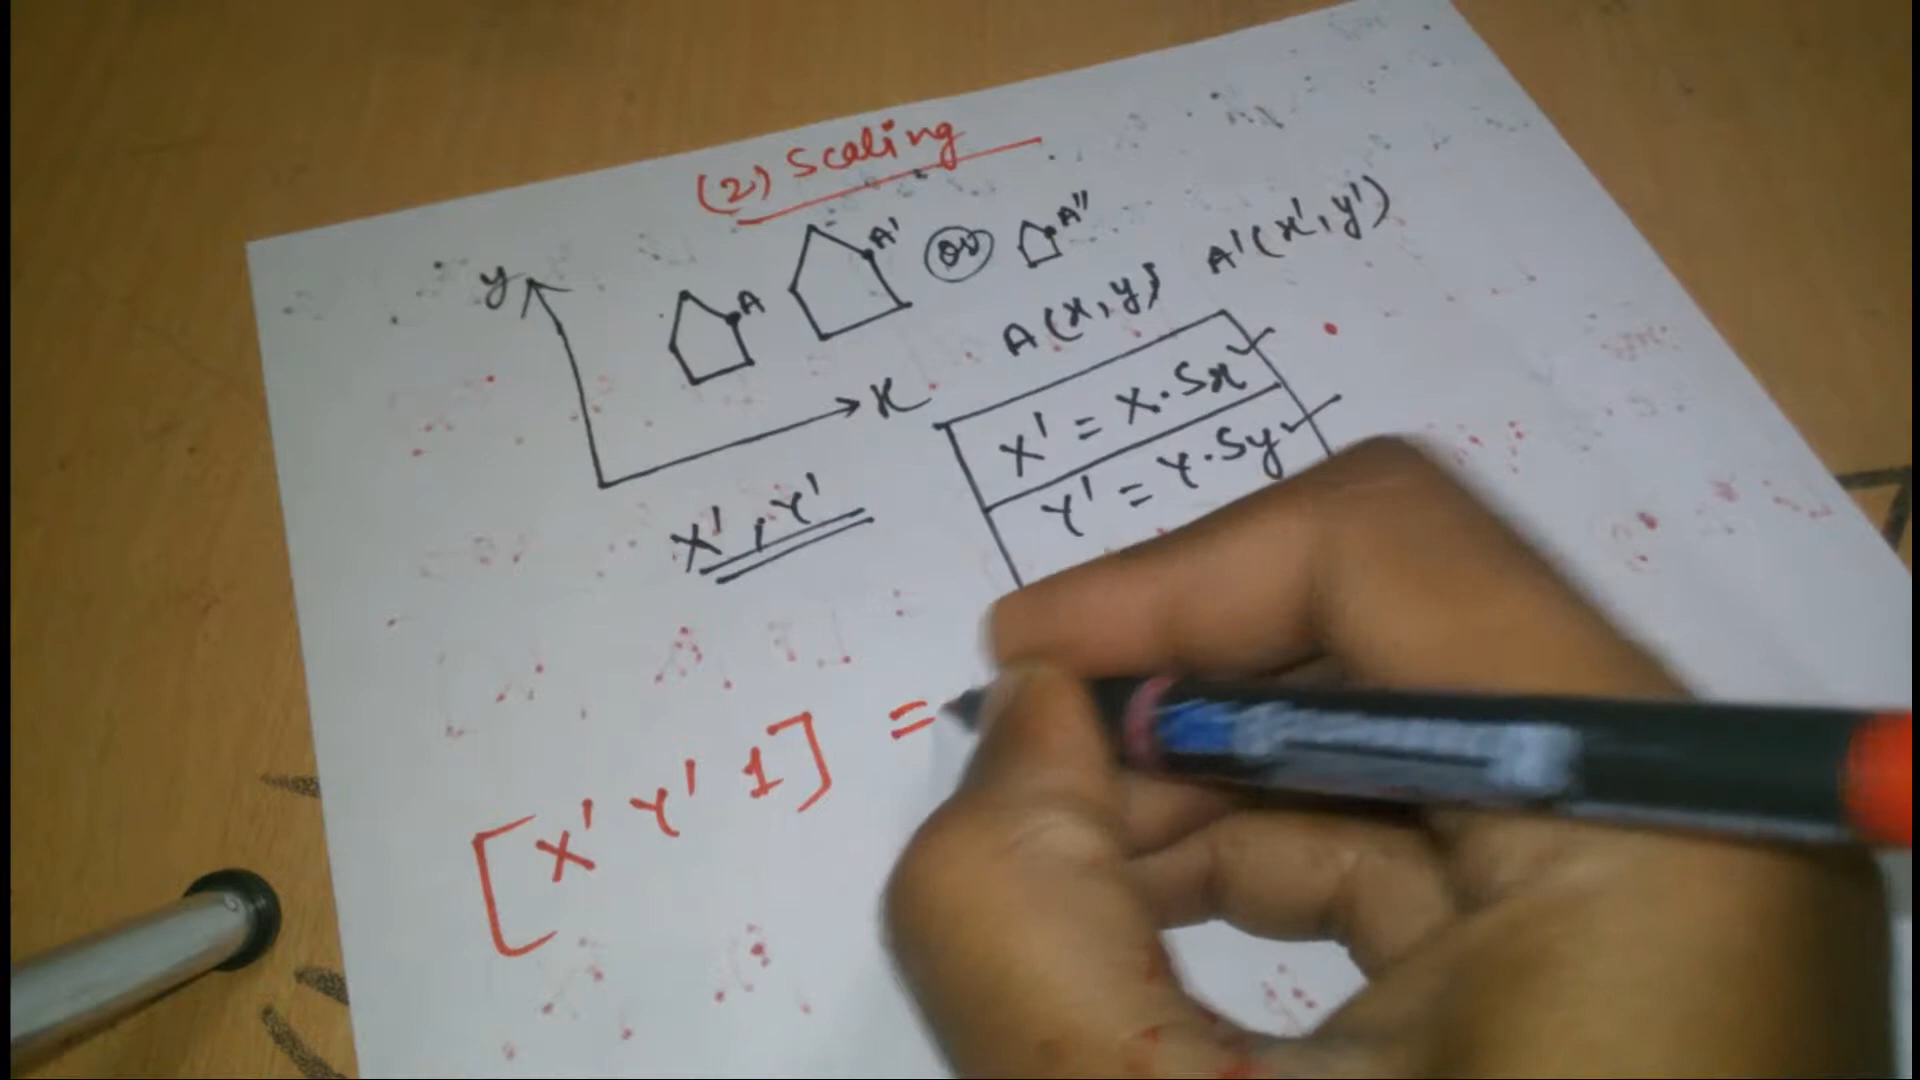 (2) Scaling
y
A
A'
or
A"
A(x,y)
A'(x',y')
x
X' = X.Sx
Y' = Y.Sy
X', Y'
[X' Y' 1] =